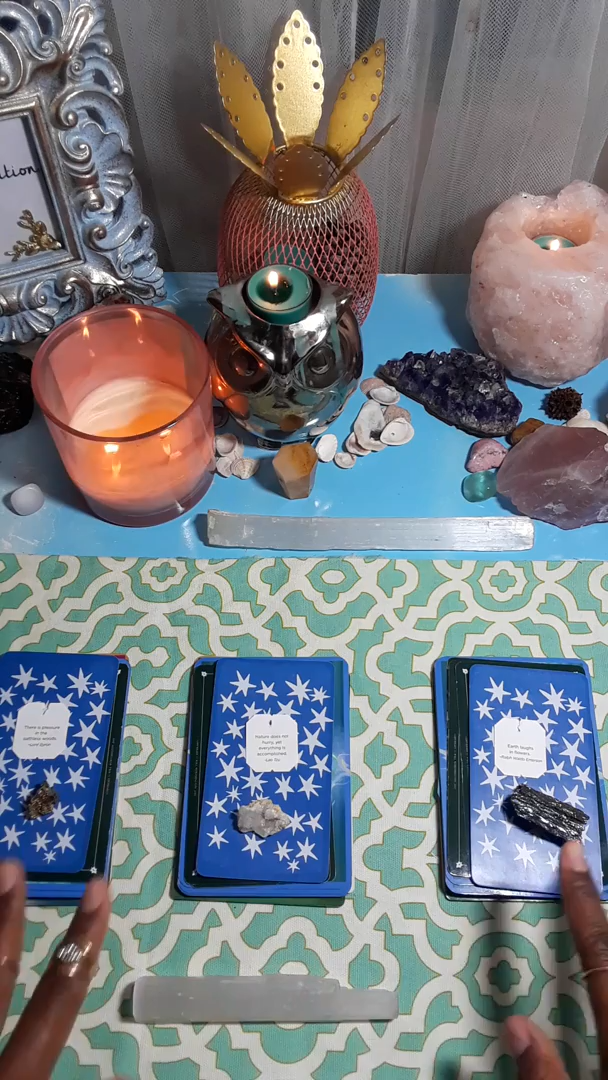 ition
There is pleasure
in the
pathless woods.
-Lord Byron
Nature does not
hurry, yet
everything is
accomplished.
-Lao Tzu
Earth laughs
in flowers.
-Ralph Waldo Emerson